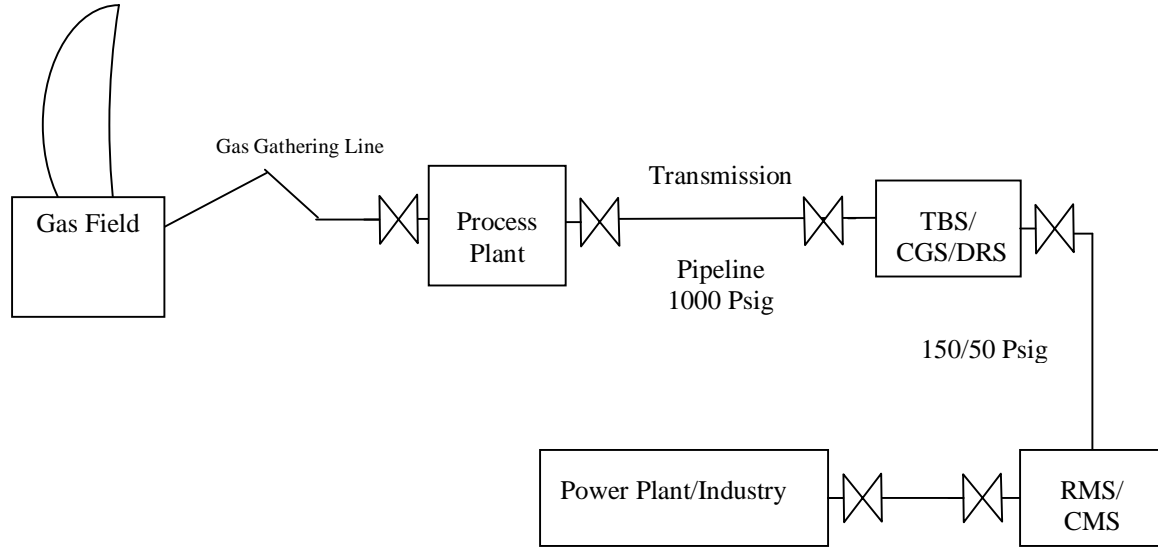 Gas Gathering Line
Gas Field
Process
Plant
Transmission
Pipeline
1000 Psig
TBS/
CGS/DRS
150/50 Psig
Power Plant/Industry
RMS/
CMS